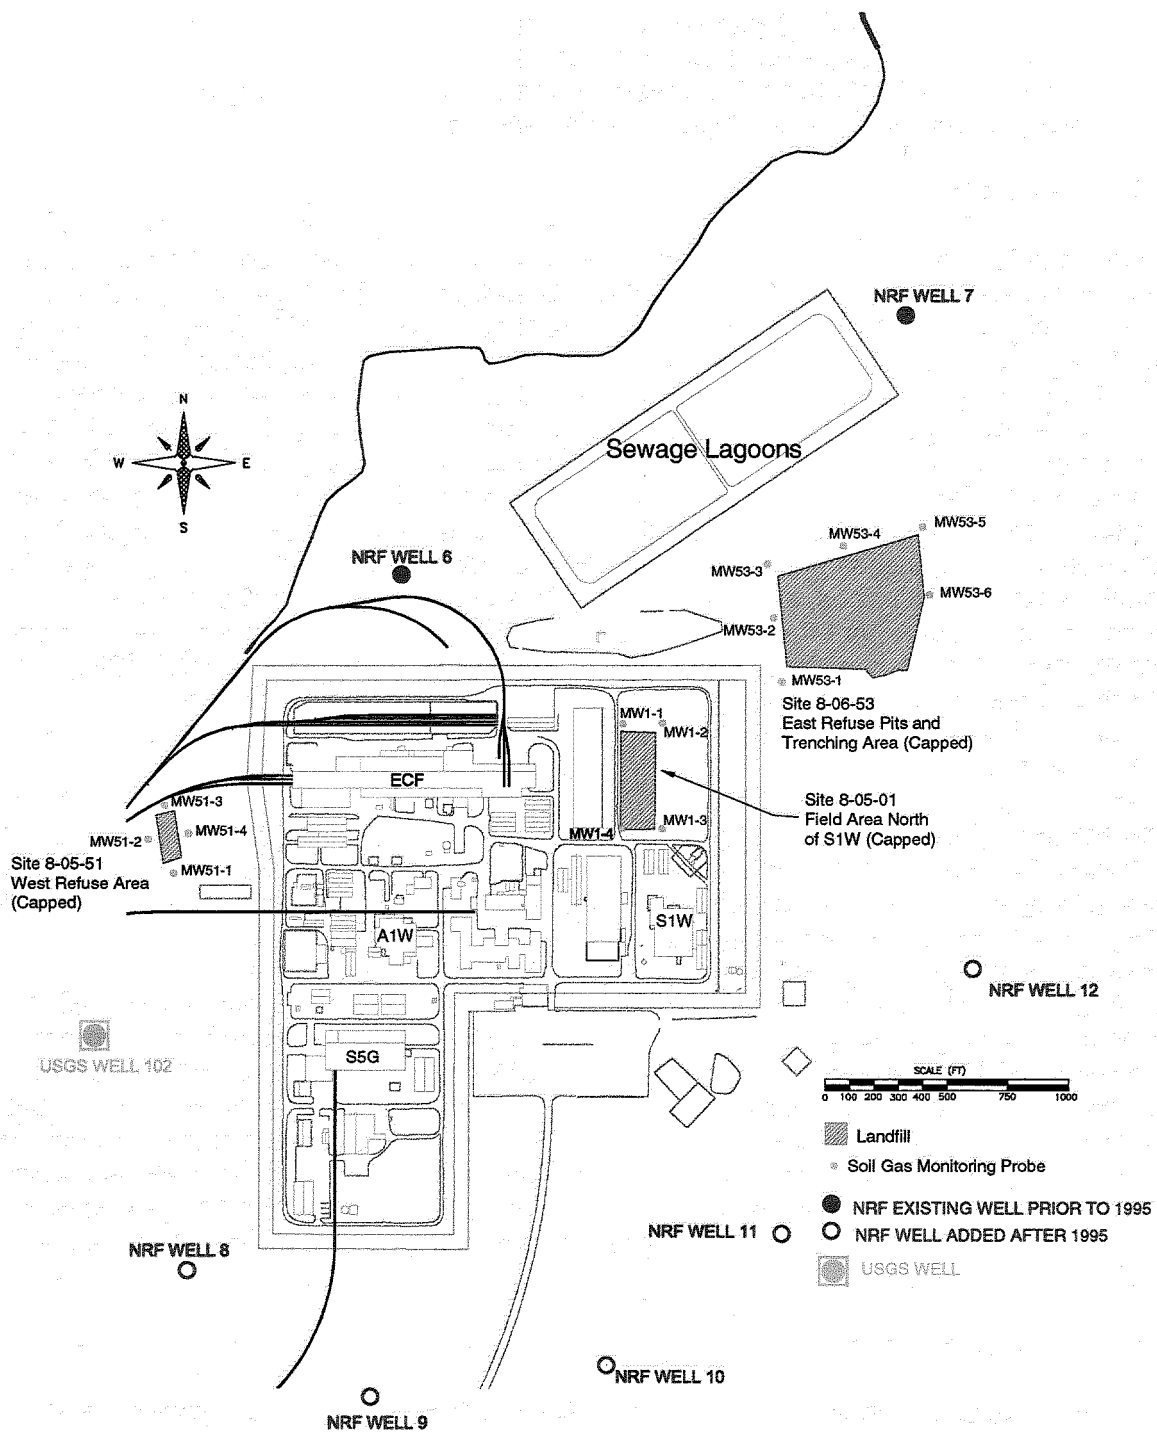 NRF WELL 7
N
W
E
S
Sewage Lagoons
MW53-5
MW53-4
NRF WELL 6
MW53-3
MW53-6
MW53-2
MW53-1
Site 8-06-53
East Refuse Pits and
Trenching Area (Capped)
MW1-1
MW1-2
ECF
MW51-3
Site 8-05-01
Field Area North
of S1W (Capped)
MW1-3
MW1-4
MW51-4
MW51-2
Site 8-05-51
West Refuse Area
(Capped)
MW51-1
A1W
S1W
NRF WELL 12
USGS WELL 102
S5G
SCALE (FT)
0 100 200 300 400 500 750 1000
Landfill
Soil Gas Monitoring Probe
NRF EXISTING WELL PRIOR TO 1995
NRF WELL ADDED AFTER 1995
USGS WELL
NRF WELL 11
NRF WELL 8
NRF WELL 10
NRF WELL 9